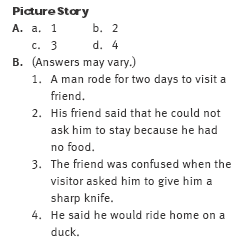 Picture Story
A. a. 1 b. 2
c. 3 d. 4
B. (Answers may vary.)
1. A man rode for two days to visit a
friend.
2. His friend said that he could not
ask him to stay because he had
no food.
3. The friend was confused when the
visitor asked him to give him a
sharp knife.
4. He said he would ride home on a
duck.